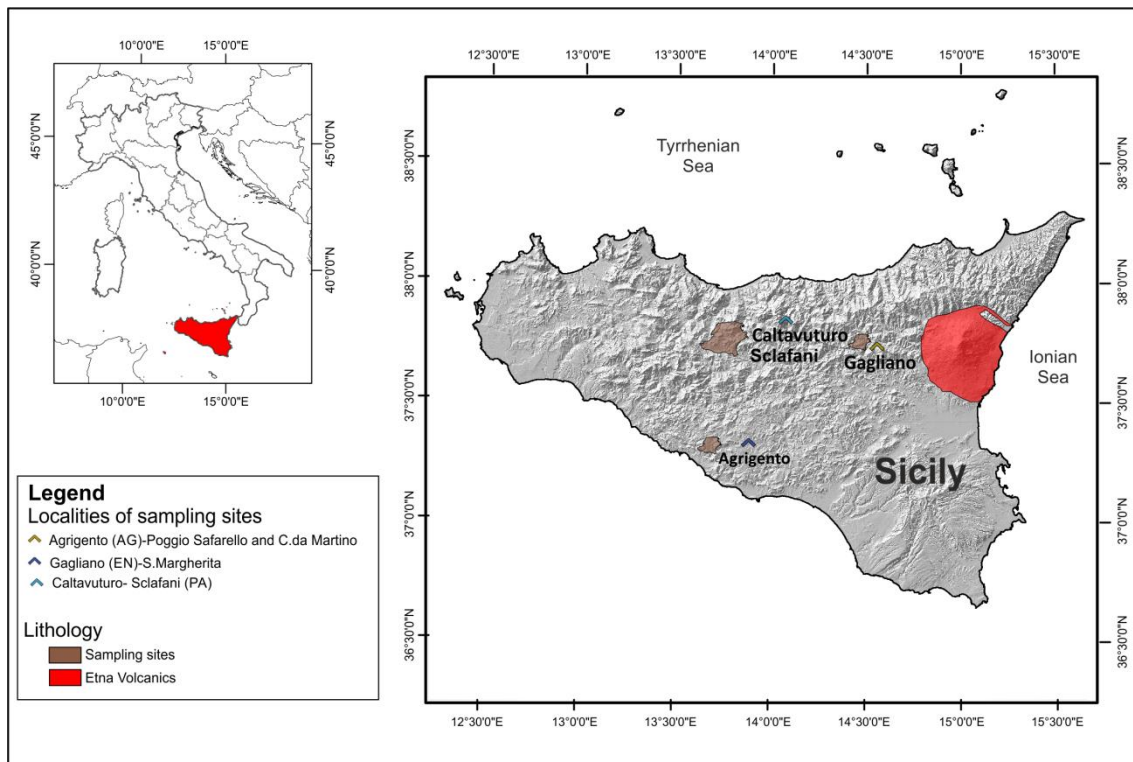 10°0'0"E 15°0'0"E
45°0'0"N
40°0'0"N
45°0'0"N
40°0'0"N
10°0'0"E 15°0'0"E
Legend
Localities of sampling sites
Agrigento (AG)-Poggio Safarello and C.da Martino
Gagliano (EN)-S.Margherita
Caltavuturo- Sclafani (PA)
Lithology
Sampling sites
Etna Volcanics
12°30'0"E 13°0'0"E 13°30'0"E 14°0'0"E 14°30'0"E 15°0'0"E 15°30'0"E
38°30'0"N
38°0'0"N
37°30'0"N
37°0'0"N
36°30'0"N
Tyrrhenian
Sea
Caltavuturo
Sclafani
Gagliano
Ionian
Sea
Agrigento
Sicily
38°30'0"N
38°0'0"N
37°30'0"N
37°0'0"N
36°30'0"N
12°30'0"E 13°0'0"E 13°30'0"E 14°0'0"E 14°30'0"E 15°0'0"E 15°30'0"E